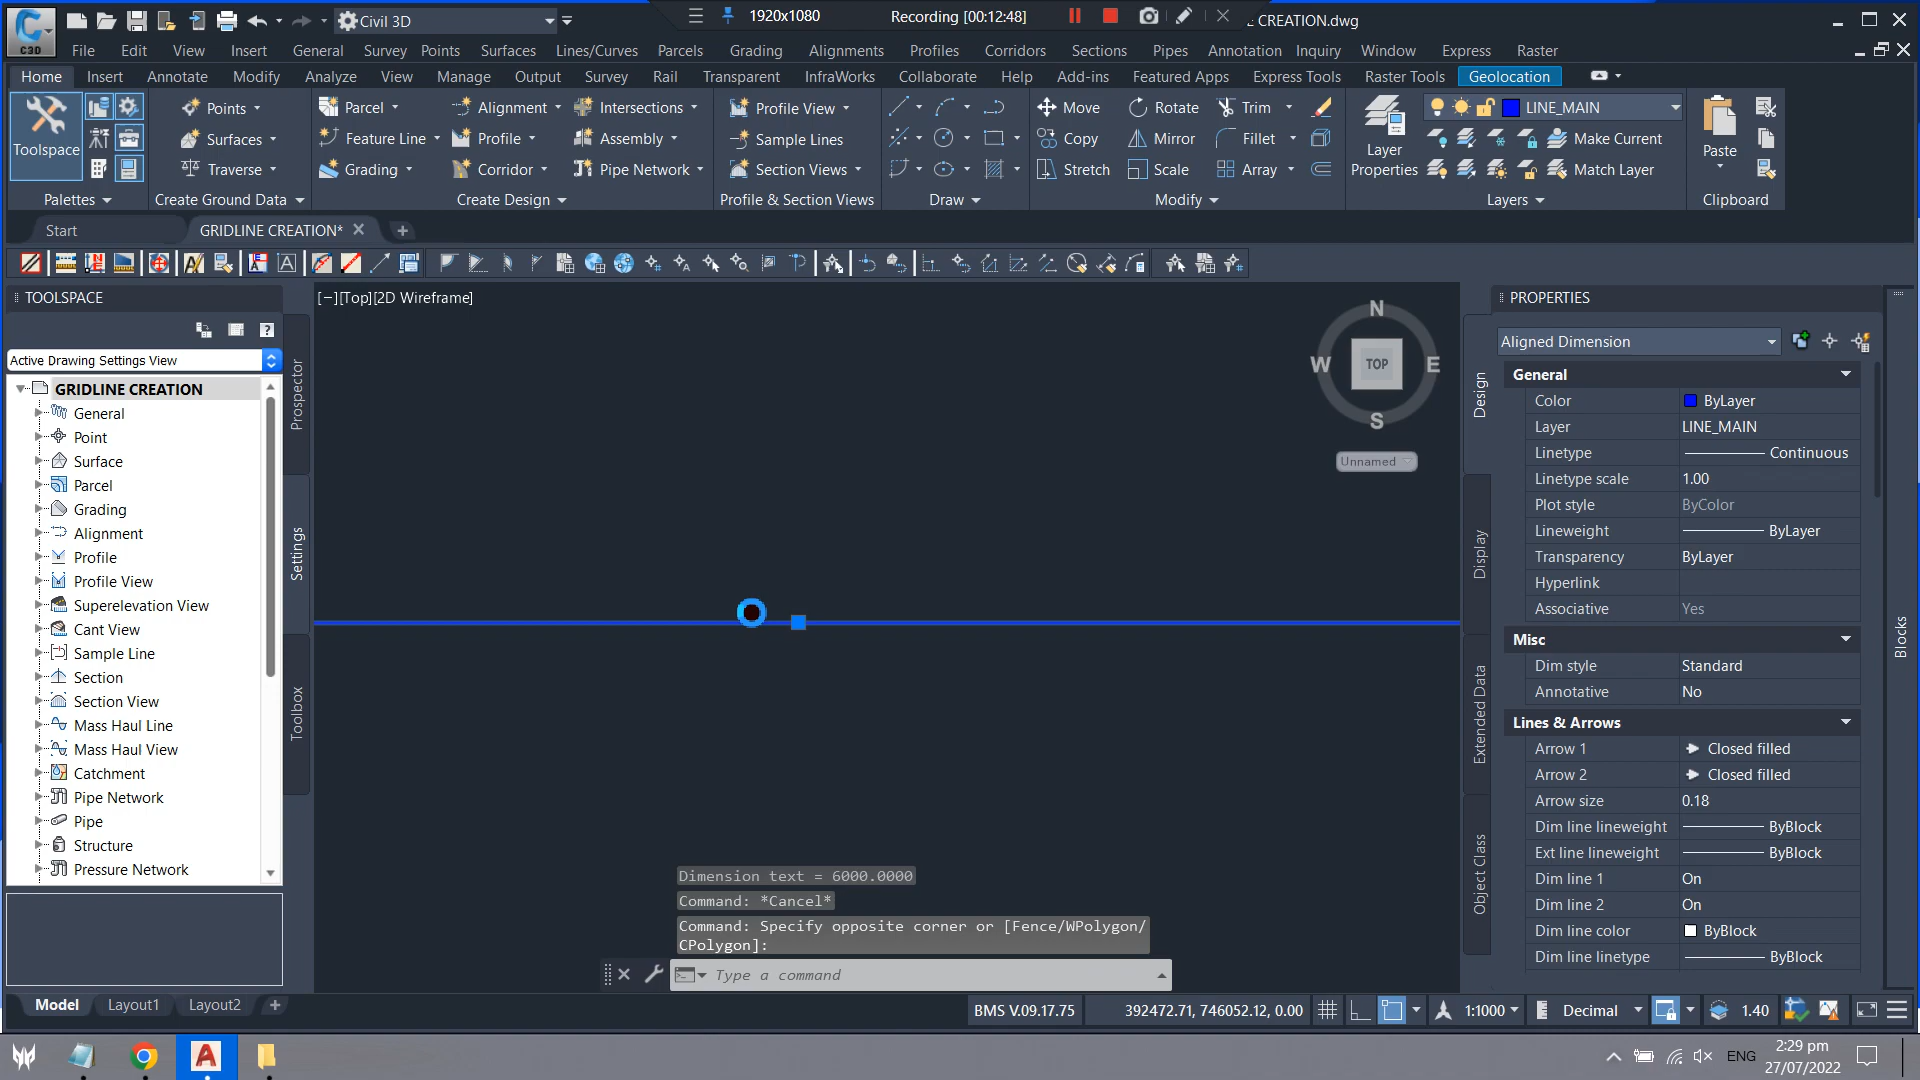 C3D
Civil 3D
1920x1080
Recording [00:12:48]
E CREATION.dwg
File Edit View Insert General Survey Points Surfaces Lines/Curves Parcels Grading Alignments Profiles Corridors Sections Pipes Annotation Inquiry Window Express Raster
Home Insert Annotate Modify Analyze View Manage Output Survey Rail Transparent InfraWorks Collaborate Help Add-ins Featured Apps Express Tools Raster Tools Geolocation
Points Parcel Alignment Intersections Profile View Move Rotate Trim LINE_MAIN
Toolspace Surfaces Feature Line Profile Assembly Sample Lines Copy Mirror Fillet Layer Properties Make Current Paste
Traverse Grading Corridor Pipe Network Section Views Stretch Scale Array Match Layer
Palettes Create Ground Data Create Design Profile & Section Views Draw Modify Layers Clipboard
Start GRIDLINE CREATION*
TOOLSPACE
Active Drawing Settings View
GRIDLINE CREATION
General
Point
Surface
Parcel
Grading
Alignment
Profile
Profile View
Superelevation View
Cant View
Sample Line
Section
Section View
Mass Haul Line
Mass Haul View
Catchment
Pipe Network
Pipe
Structure
Pressure Network
Prospector
Settings
Toolbox
[−][Top][2D Wireframe]
N
W TOP E
S
Unnamed
Dimension text = 6000.0000
Command: *Cancel*
Command: Specify opposite corner or [Fence/WPolygon/
CPolygon]:
Type a command
PROPERTIES
Aligned Dimension
General
Color ByLayer
Layer LINE_MAIN
Linetype Continuous
Linetype scale 1.00
Plot style ByColor
Lineweight ByLayer
Transparency ByLayer
Hyperlink
Associative Yes
Misc
Dim style Standard
Annotative No
Lines & Arrows
Arrow 1 Closed filled
Arrow 2 Closed filled
Arrow size 0.18
Dim line lineweight ByBlock
Ext line lineweight ByBlock
Dim line 1 On
Dim line 2 On
Dim line color ByBlock
Dim line linetype ByBlock
Design
Display
Extended Data
Object Class
Blocks
Model Layout1 Layout2
BMS V.09.17.75 392472.71, 746052.12, 0.00 1:1000 Decimal 1.40
ENG 2:29 pm
27/07/2022